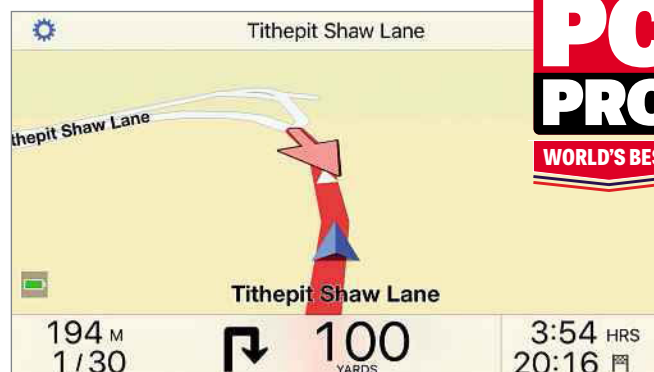 Tithepit Shaw Lane
PC
PRO
WORLD'S BES
thepit Shaw Lane
Tithepit Shaw Lane
194 M
1/30
100
YARDS
3:54 HRS
20:16